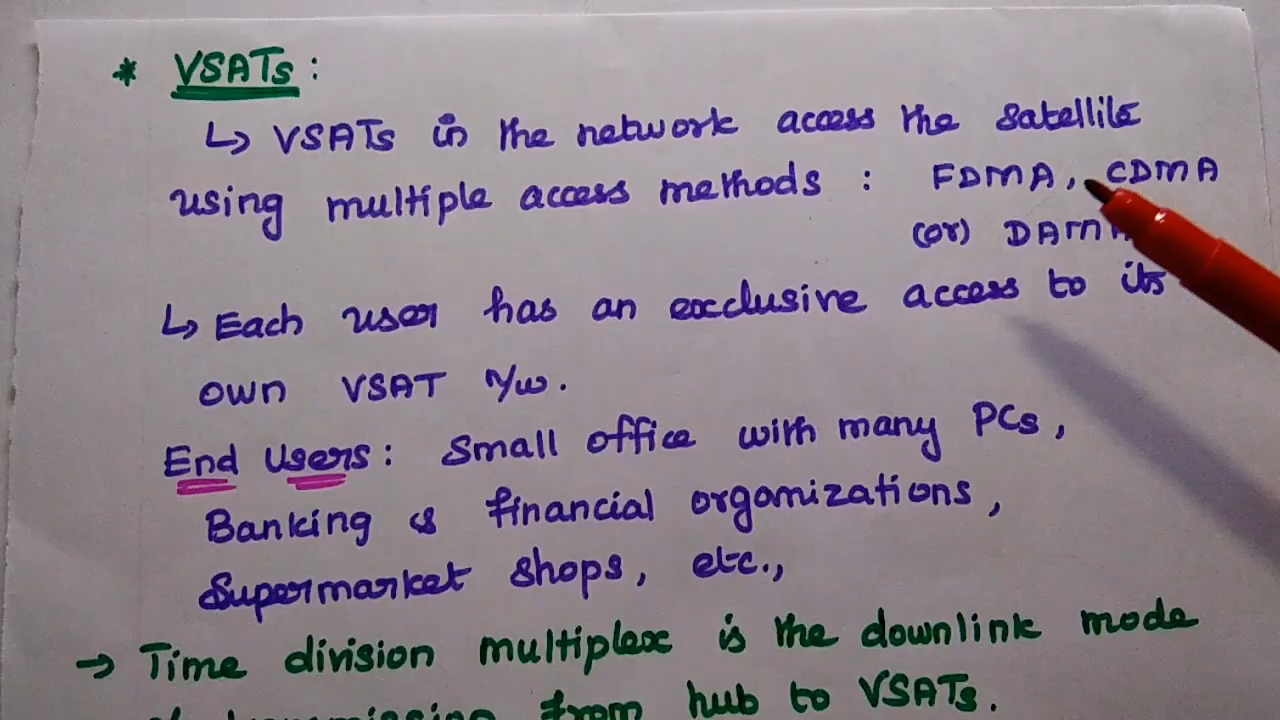 * VSATs :
↳ VSATs in the network access the satellite
using multiple access methods : FDMA, CDMA
(or) DAM
↳ Each user has an exclusive access to its
own VSAT n/w.
End Users : Small office with many PCs,
Banking & financial organizations,
Supermarket shops, etc.,
→ Time division multiplex is the downlink mode
from hub to VSATs.